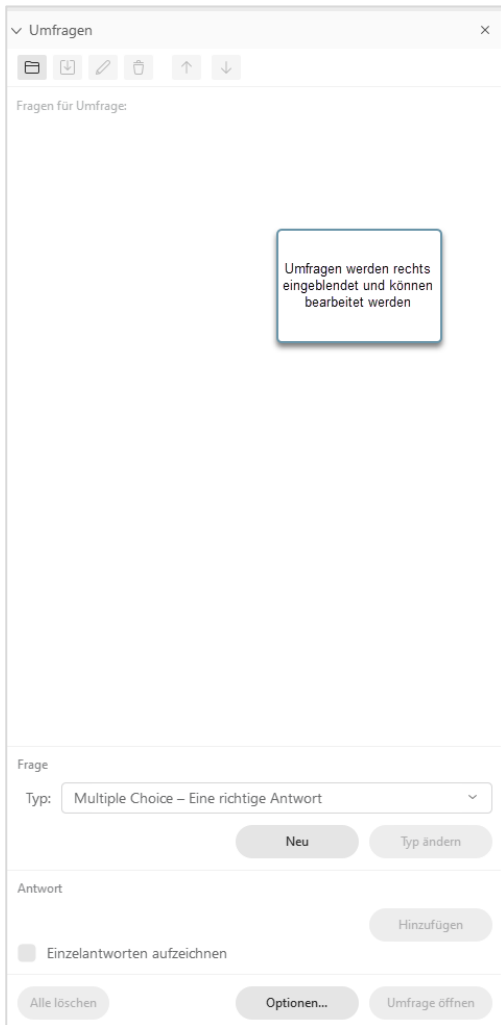 Umfragen
Fragen für Umfrage:
Umfragen werden rechts
eingeblendet und können
bearbeitet werden
Frage
Typ: Multiple Choice – Eine richtige Antwort
Neu Typ ändern
Antwort
Hinzufügen
Einzelantworten aufzeichnen
Alle löschen Optionen... Umfrage öffnen